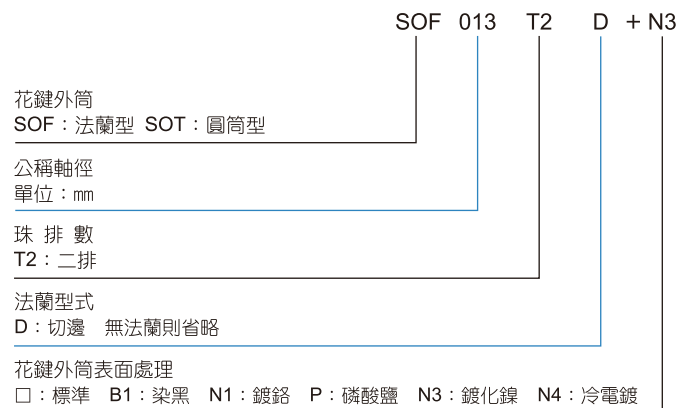 SOF 013 T2 D + N3
花鍵外筒
SOF：法蘭型 SOT：圓筒型
公稱軸徑
單位：mm
珠 排 數
T2：二排
法蘭型式
D：切邊 無法蘭則省略
花鍵外筒表面處理
□：標準 B1：染黑 N1：鍍鉻 P：磷酸鹽 N3：鍍化鎳 N4：冷電鍍